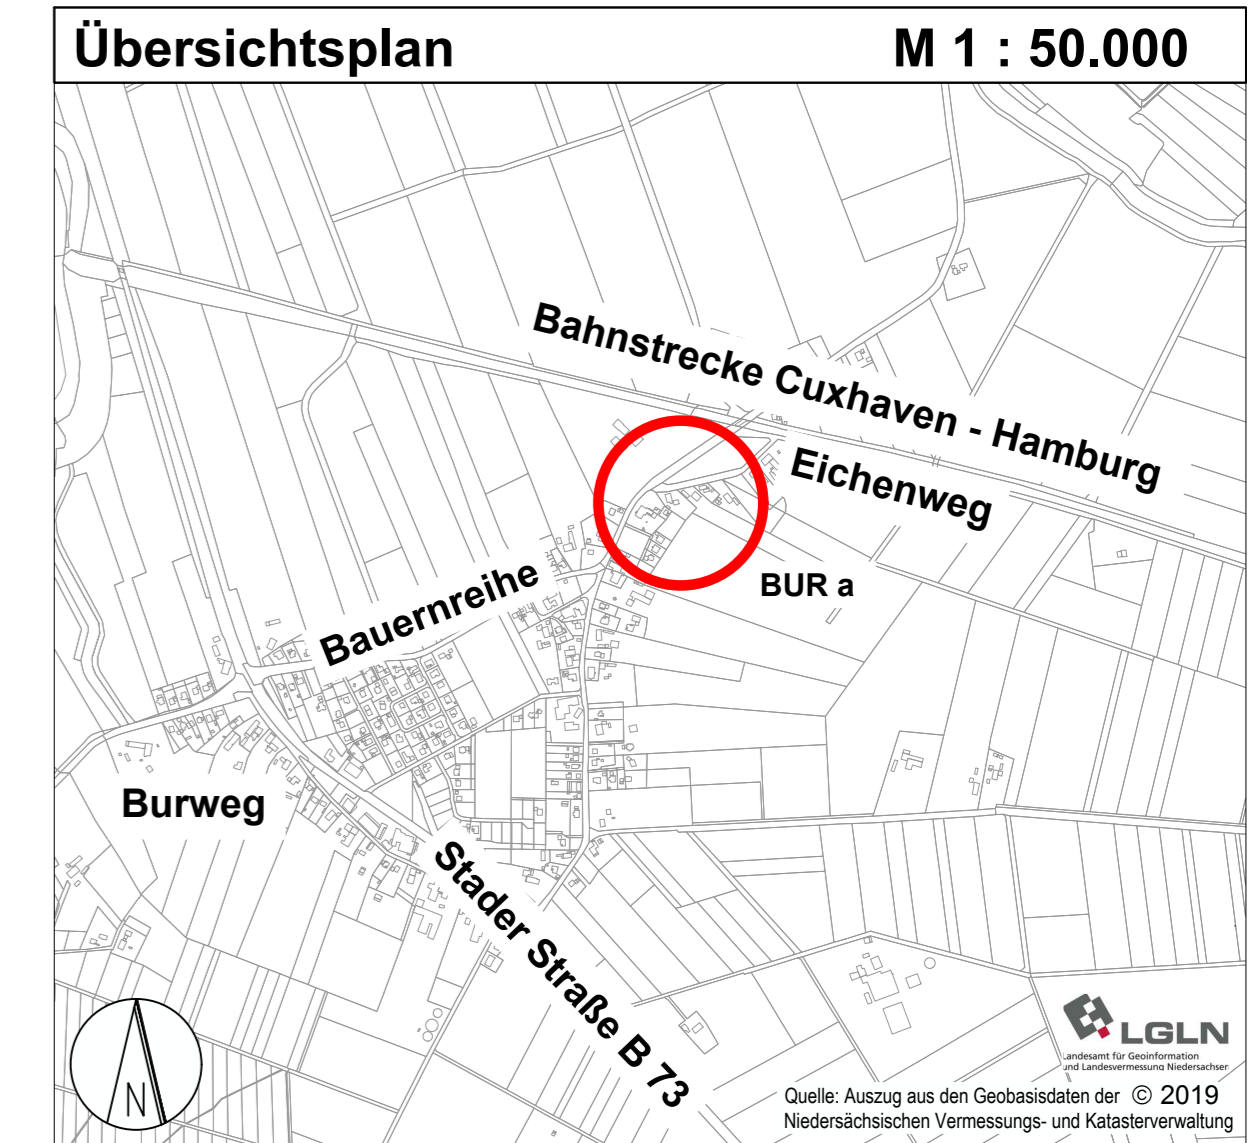 Übersichtsplan M 1 : 50.000
Bahnstrecke Cuxhaven - Hamburg
Eichenweg
BUR a
Bauernreihe
Burweg
Stader Straße B 73
N
LGLN
Landesamt für Geoinformation
und Landesvermessung Niedersachsen
Quelle: Auszug aus den Geobasisdaten der © 2019
Niedersächsischen Vermessungs- und Katasterverwaltung